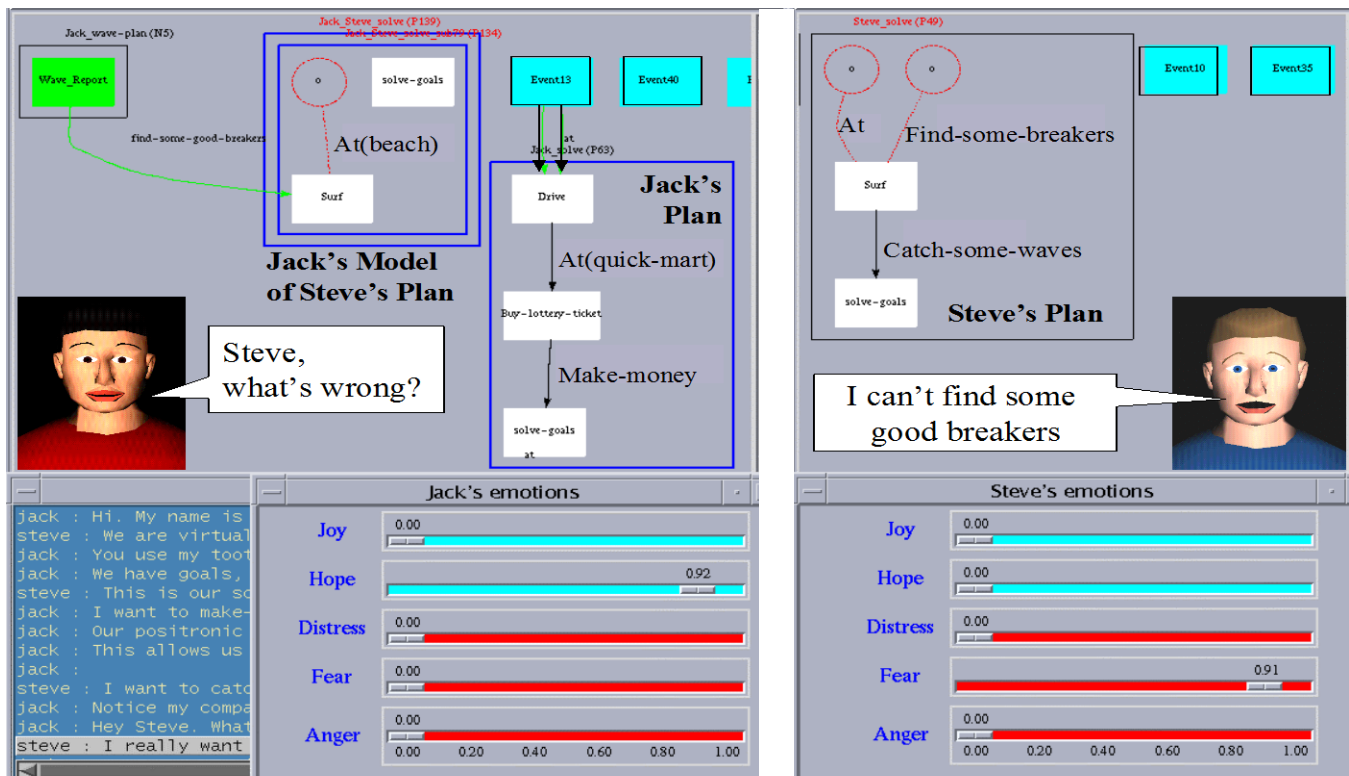 Jack_Steve_solve (P139)
Jack_Steve_solve_sub79 (P134)
Jack_wave-plan (N5)
Wave_Report
find-some-good-breakers
o
solve-goals
At(beach)
Surf
Jack's Model
of Steve's Plan
Event13
Event40
at
Jack_solve (P63)
Jack's
Plan
Drive
At(quick-mart)
Buy-lottery-ticket
Make-money
solve-goals
at
Steve,
what's wrong?
Steve_solve (P49)
o
o
At
Find-some-breakers
Surf
Catch-some-waves
solve-goals
Steve's Plan
Event10
Event35
I can't find some
good breakers
jack : Hi. My name is
steve : We are virtual
jack : You use my toot
jack : We have goals,
steve : This is our so
jack : I want to make-
jack : Our positronic
jack : This allows us
jack :
steve : I want to catc
jack : Notice my compa
jack : Hey Steve. What
steve : I really want
Jack's emotions
Joy
0.00
Hope
0.92
Distress
0.00
Fear
0.00
Anger
0.00
0.00 0.20 0.40 0.60 0.80 1.00
Steve's emotions
Joy
0.00
Hope
0.00
Distress
0.00
Fear
0.91
Anger
0.00
0.00 0.20 0.40 0.60 0.80 1.00